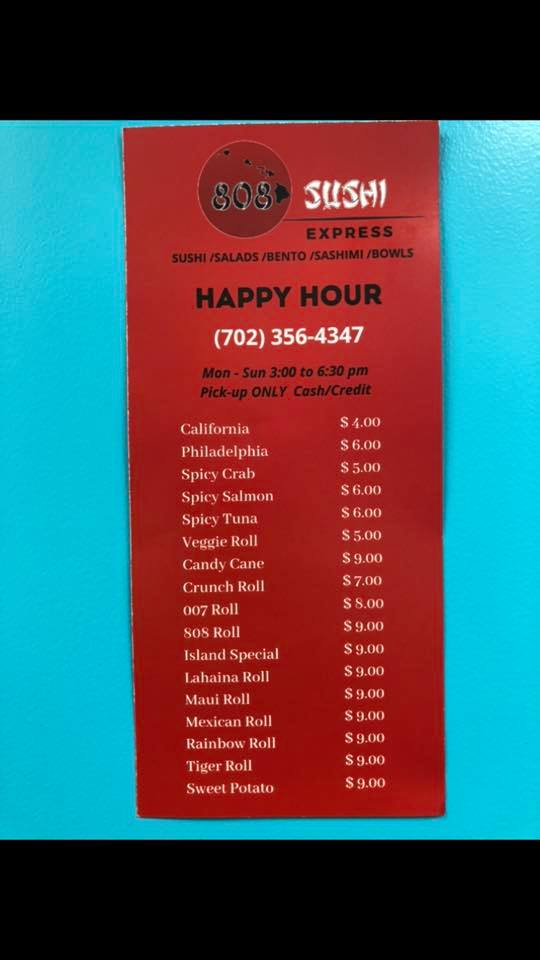 808 SUSHI
EXPRESS
SUSHI /SALADS /BENTO /SASHIMI /BOWLS
HAPPY HOUR
(702) 356-4347
Mon - Sun 3:00 to 6:30 pm
Pick-up ONLY Cash/Credit
California $ 4.00
Philadelphia $ 6.00
Spicy Crab $ 5.00
Spicy Salmon $ 6.00
Spicy Tuna $ 6.00
Veggie Roll $ 5.00
Candy Cane $ 9.00
Crunch Roll $ 7.00
007 Roll $ 8.00
808 Roll $ 9.00
Island Special $ 9.00
Lahaina Roll $ 9.00
Maui Roll $ 9.00
Mexican Roll $ 9.00
Rainbow Roll $ 9.00
Tiger Roll $ 9.00
Sweet Potato $ 9.00